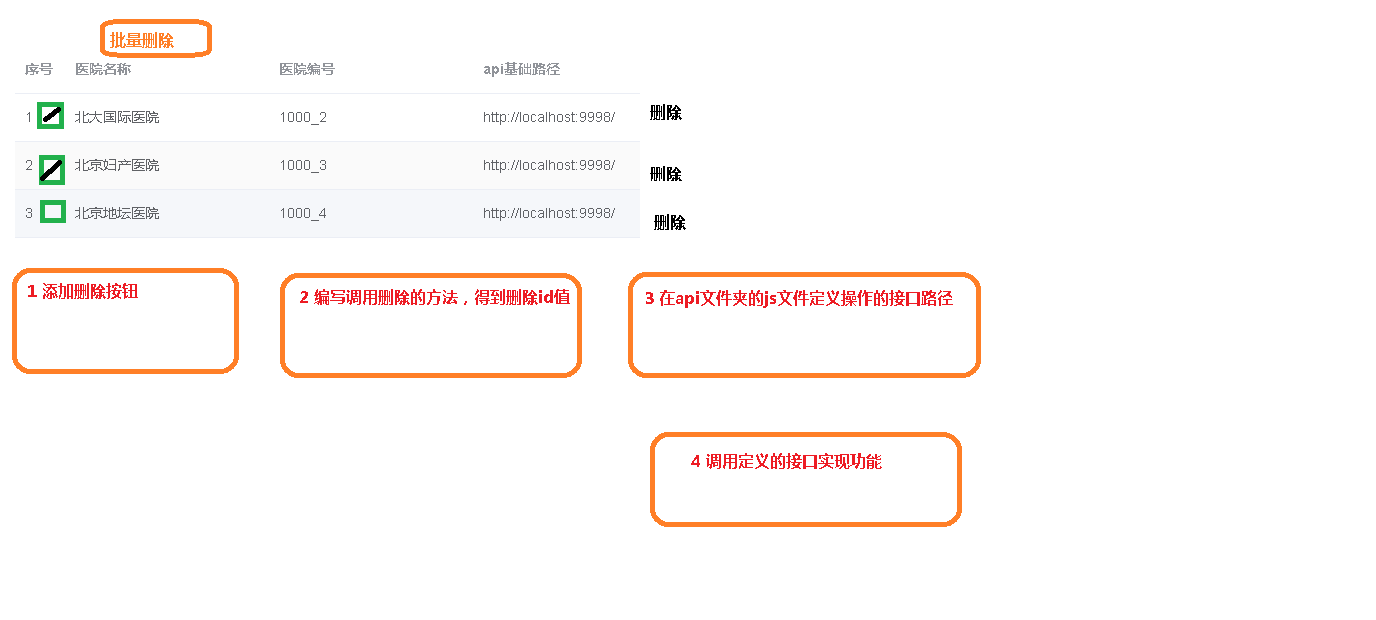 批量删除
序号 医院名称 医院编号 api基础路径
1 北大国际医院 1000_2 http://localhost:9998/ 删除
2 北京妇产医院 1000_3 http://localhost:9998/ 删除
3 北京地坛医院 1000_4 http://localhost:9998/ 删除
1 添加删除按钮
2 编写调用删除的方法，得到删除id值
3 在api文件夹的js文件定义操作的接口路径
4 调用定义的接口实现功能